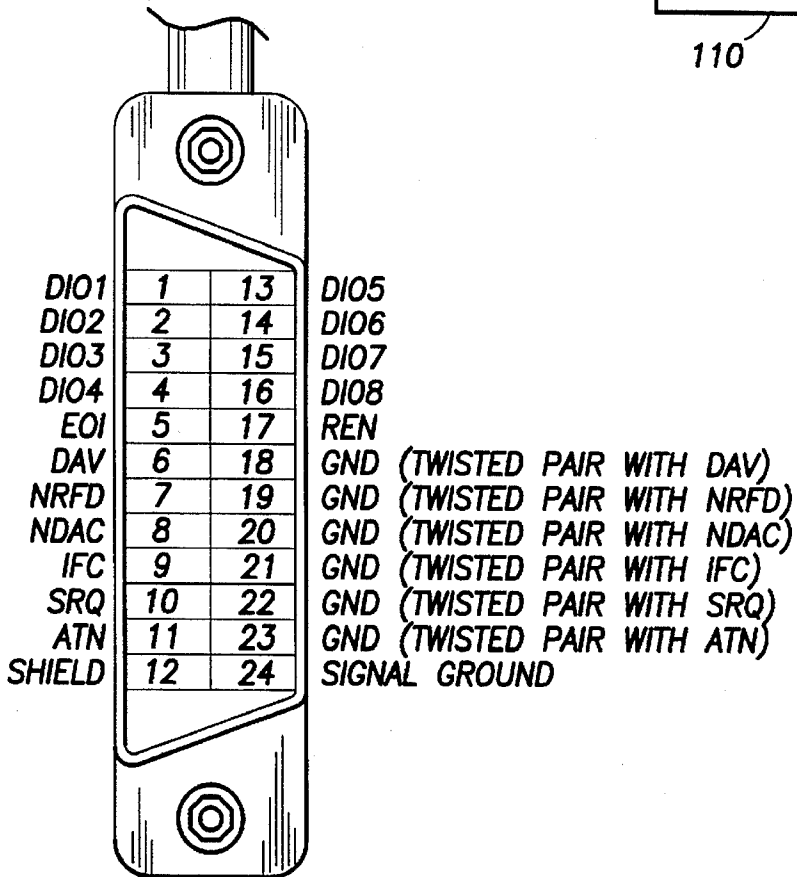 110
DIO1 1 13 DIO5
DIO2 2 14 DIO6
DIO3 3 15 DIO7
DIO4 4 16 DIO8
EOI 5 17 REN
DAV 6 18 GND (TWISTED PAIR WITH DAV)
NRFD 7 19 GND (TWISTED PAIR WITH NRFD)
NDAC 8 20 GND (TWISTED PAIR WITH NDAC)
IFC 9 21 GND (TWISTED PAIR WITH IFC)
SRQ 10 22 GND (TWISTED PAIR WITH SRQ)
ATN 11 23 GND (TWISTED PAIR WITH ATN)
SHIELD 12 24 SIGNAL GROUND